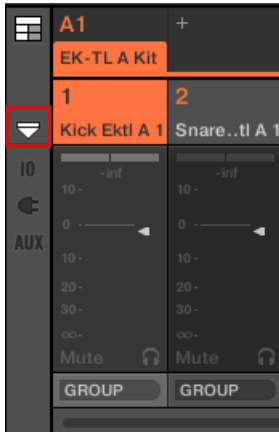 A1 +
EK-TL A Kit
1 2
Kick Ektl A 1 Snare..tl A 1
-inf -inf
10- 10-
0 - 0 -
10- 10-
20- 20-
30- 30-
∞- ∞-
Mute Mute
GROUP GROUP
IO
AUX